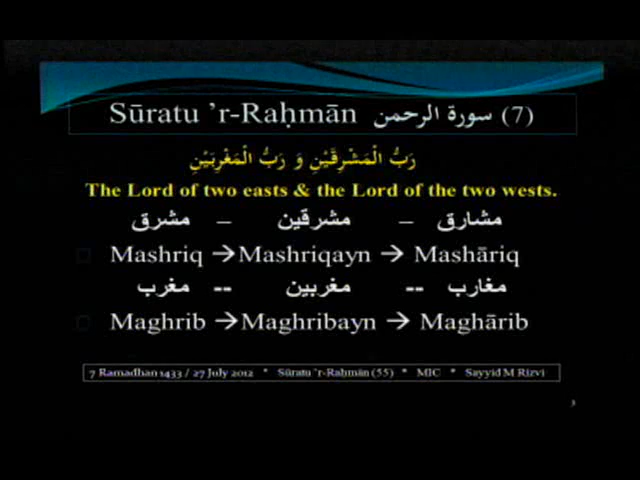 Sūratu ’r-Raḥmān سورة الرحمن (7)
رَبُّ الْمَشْرِقَيْنِ وَ رَبُّ الْمَغْرِبَيْنِ
The Lord of two easts & the Lord of the two wests.
مشرق – مشرقين – مشارق
Mashriq → Mashriqayn → Mashāriq
مغرب -- مغربين -- مغارب
Maghrib → Maghribayn → Maghārib
7 Ramadhan 1433 / 27 July 2012 * Sūratu ’r-Raḥmān (55) * MIC * Sayyid M Rizvi